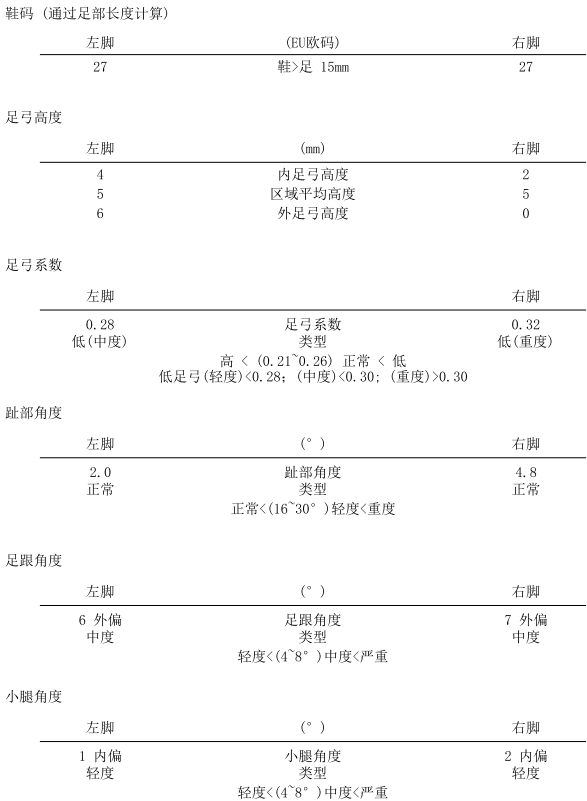 鞋码 (通过足部长度计算)
左脚 (EU欧码) 右脚
27 鞋>足 15mm 27
足弓高度
左脚 (mm) 右脚
4 内足弓高度 2
5 区域平均高度 5
6 外足弓高度 0
足弓系数
左脚 右脚
0.28 足弓系数 0.32
低(中度) 类型 低(重度)
高 < (0.21~0.26) 正常 < 低
低足弓(轻度)<0.28; (中度)<0.30; (重度)>0.30
趾部角度
左脚 (° ) 右脚
2.0 趾部角度 4.8
正常 类型 正常
正常<(16~30° )轻度<重度
足跟角度
左脚 (° ) 右脚
6 外偏 足跟角度 7 外偏
中度 类型 中度
轻度<(4~8° )中度<严重
小腿角度
左脚 (° ) 右脚
1 内偏 小腿角度 2 内偏
轻度 类型 轻度
轻度<(4~8° )中度<严重